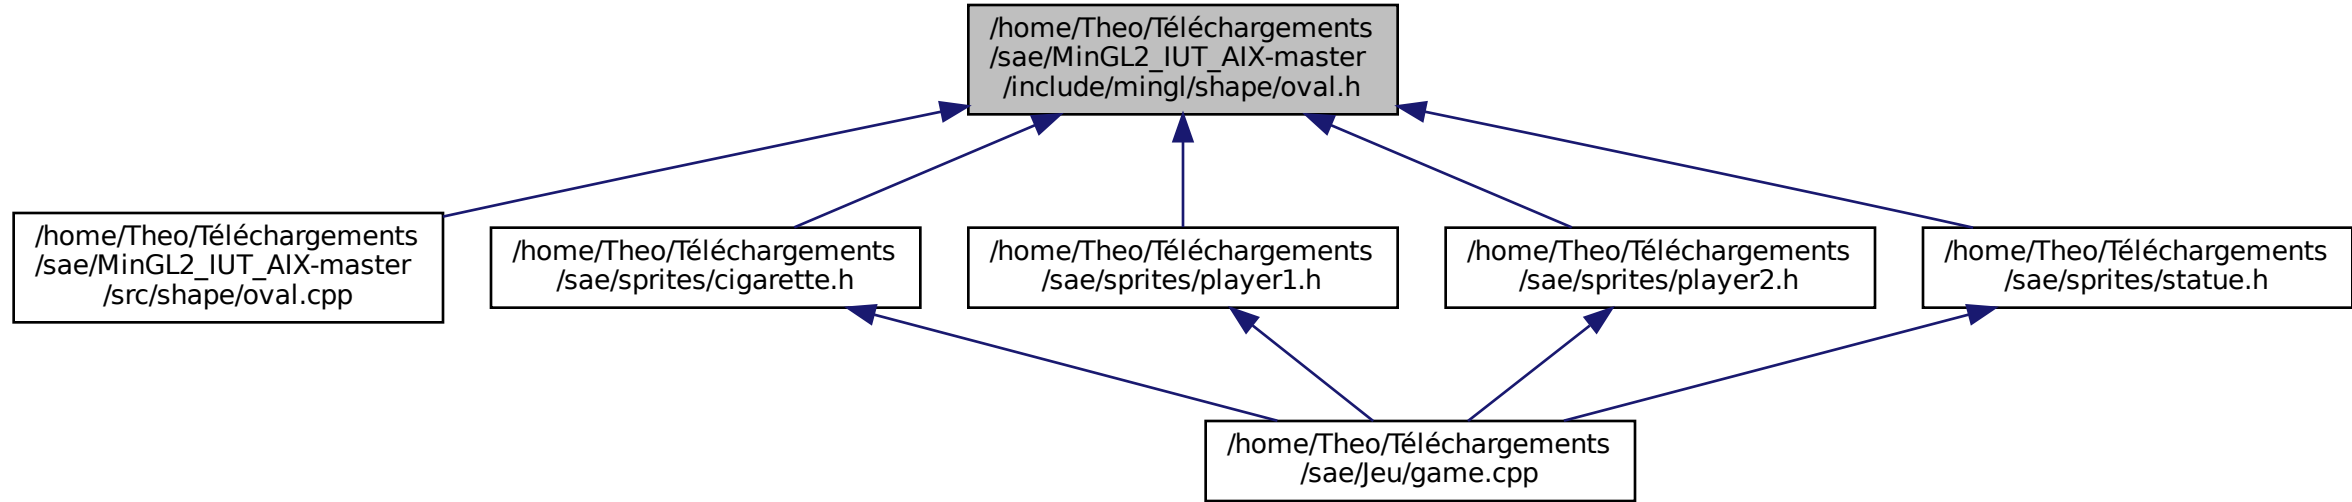 /home/Theo/Téléchargements
/sae/MinGL2_IUT_AIX-master
/include/mingl/shape/oval.h
/home/Theo/Téléchargements
/sae/MinGL2_IUT_AIX-master
/src/shape/oval.cpp
/home/Theo/Téléchargements
/sae/sprites/cigarette.h
/home/Theo/Téléchargements
/sae/sprites/player1.h
/home/Theo/Téléchargements
/sae/sprites/player2.h
/home/Theo/Téléchargements
/sae/sprites/statue.h
/home/Theo/Téléchargements
/sae/Jeu/game.cpp